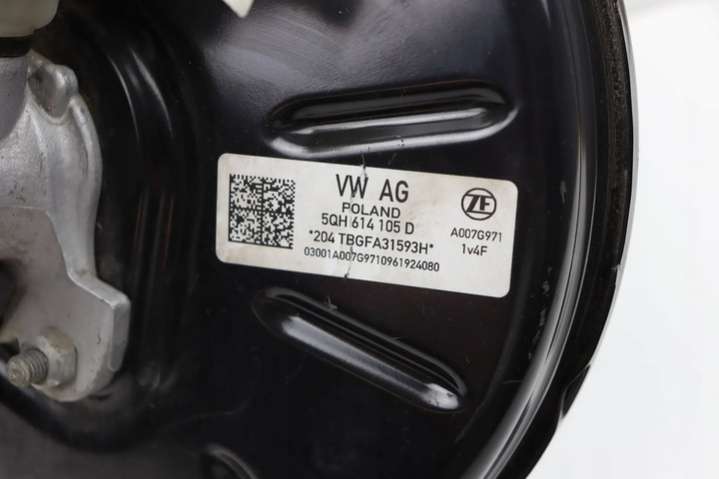 VW AG
POLAND
5QH 614 105 D
*204 TBGFA31593H*
03001A007G9710961924080
ZF
A007G971
1v4F